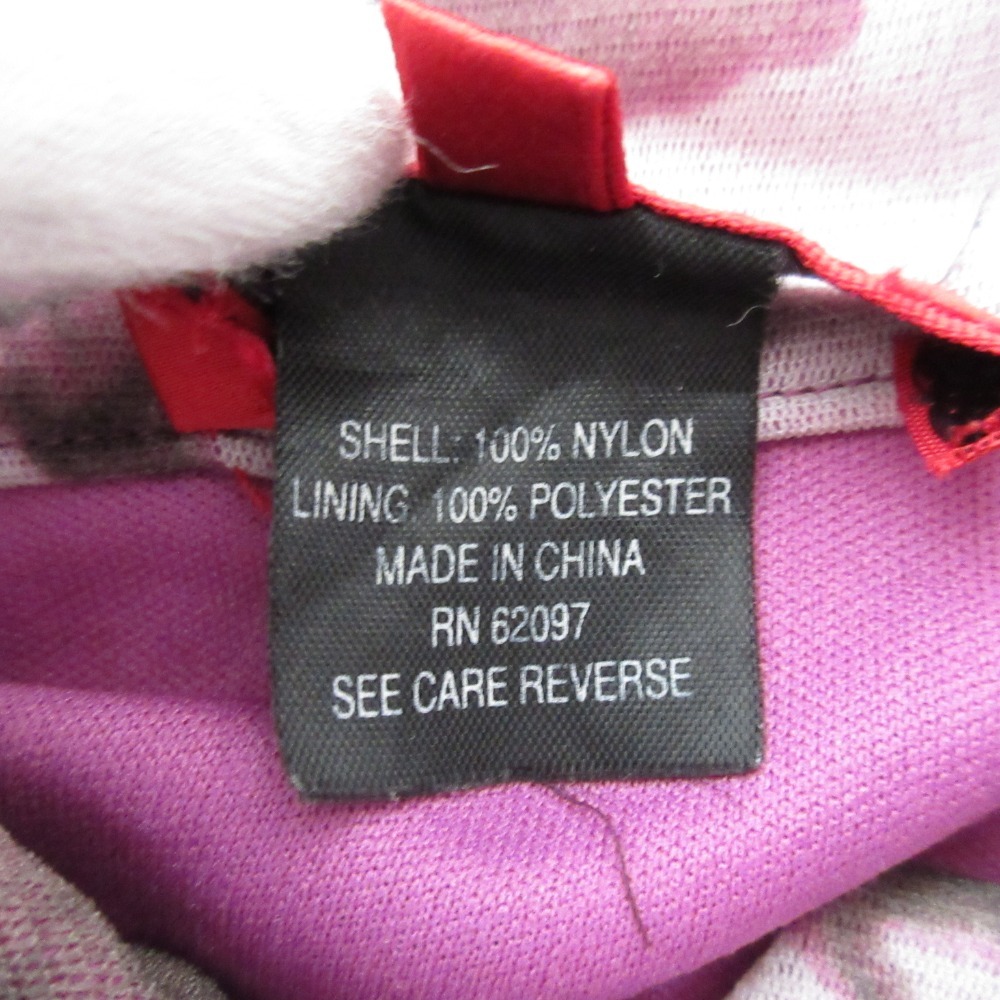 SHELL: 100% NYLON
LINING: 100% POLYESTER
MADE IN CHINA
RN 62097
SEE CARE REVERSE